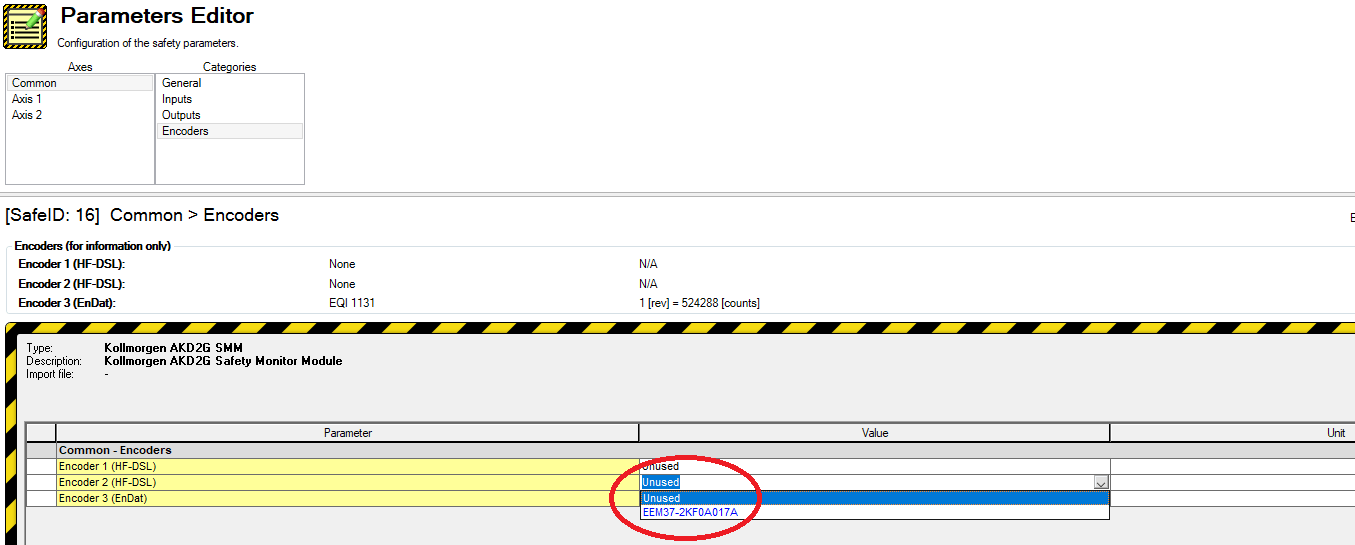 Parameters Editor
Configuration of the safety parameters.
Axes Categories
Common General
Axis 1 Inputs
Axis 2 Outputs
Encoders
[SafeID: 16] Common > Encoders
Encoders (for information only)
Encoder 1 (HF-DSL): None N/A
Encoder 2 (HF-DSL): None N/A
Encoder 3 (EnDat): EQI 1131 1 [rev] = 524288 [counts]
Type: Kollmorgen AKD2G SMM
Description: Kollmorgen AKD2G Safety Monitor Module
Import file: -
Parameter Value Unit
Common - Encoders
Encoder 1 (HF-DSL) Unused
Encoder 2 (HF-DSL) Unused
Encoder 3 (EnDat) Unused
EEM37-2KF0A017A